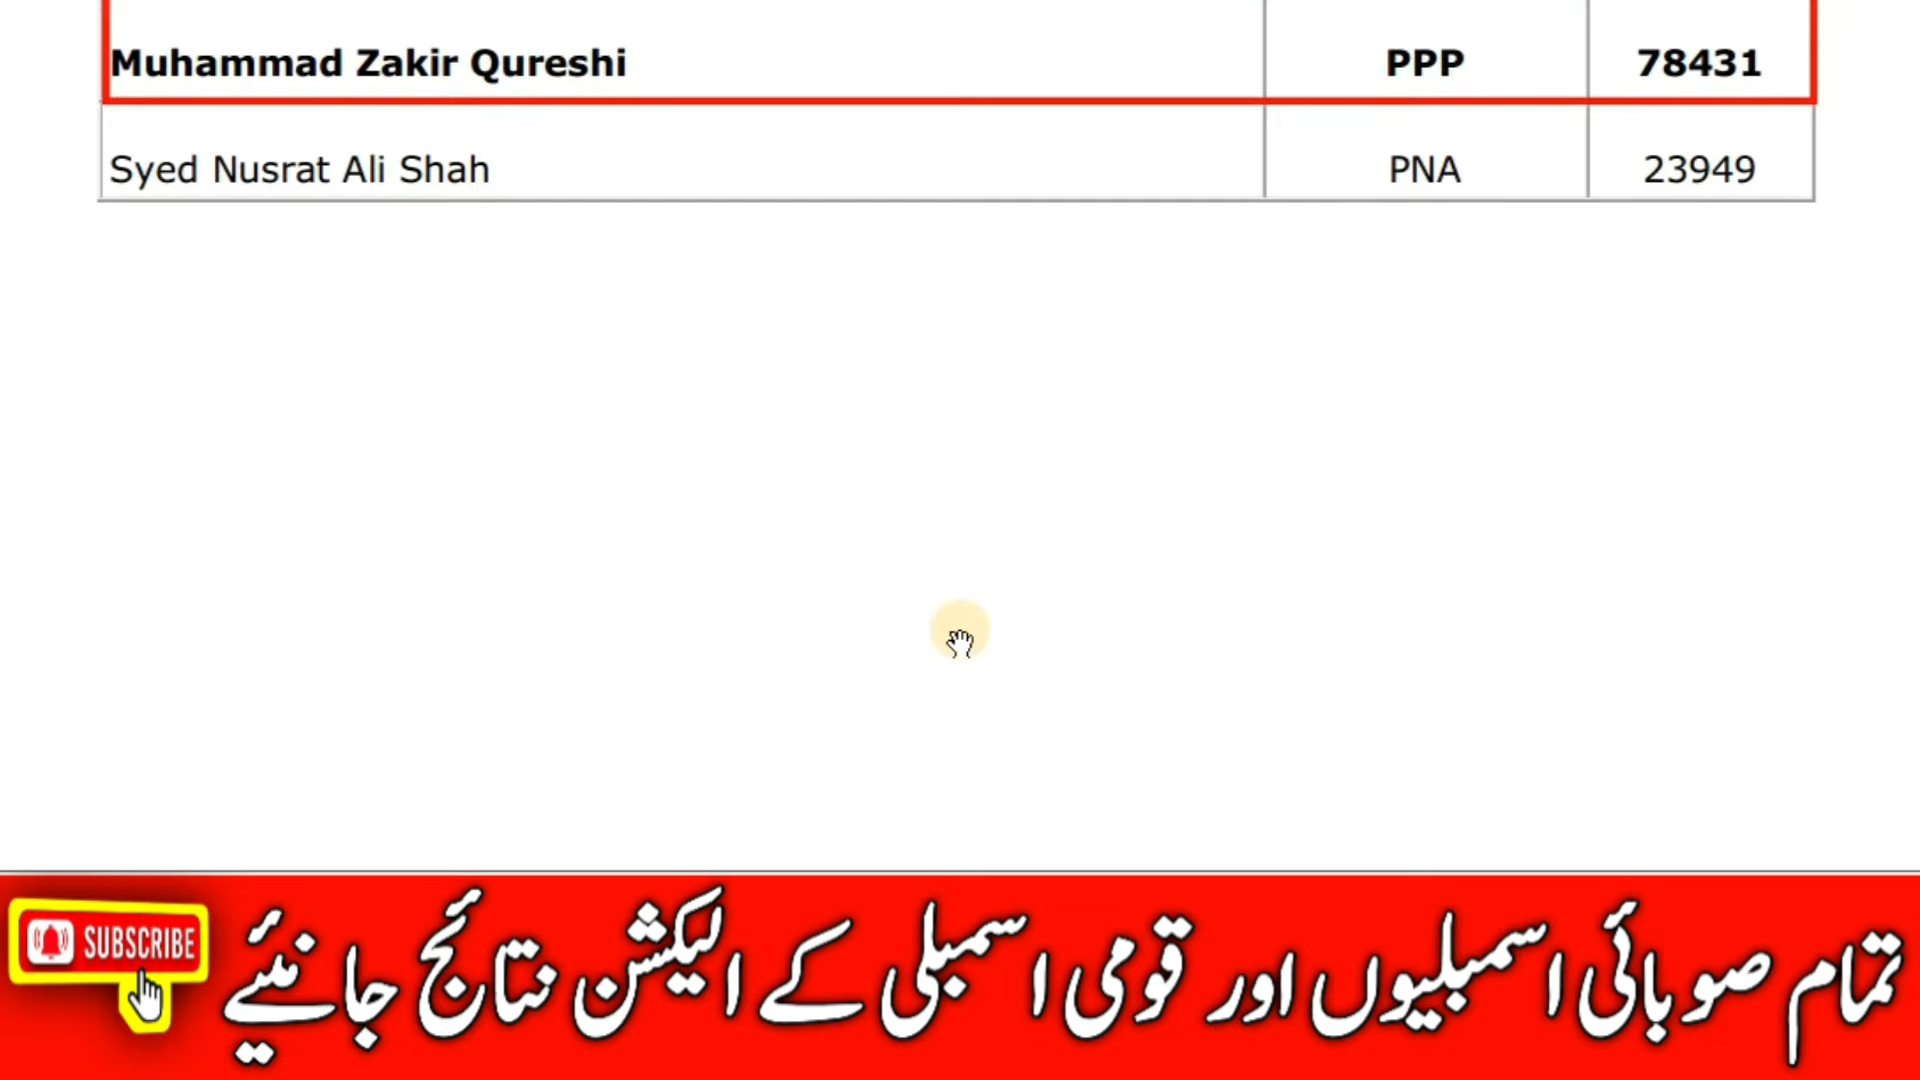 Muhammad Zakir Qureshi PPP 78431
Syed Nusrat Ali Shah PNA 23949
SUBSCRIBE
تمام صوبائی اسمبلیوں اور قومی اسمبلی کے الیکشن نتائج جانئیے